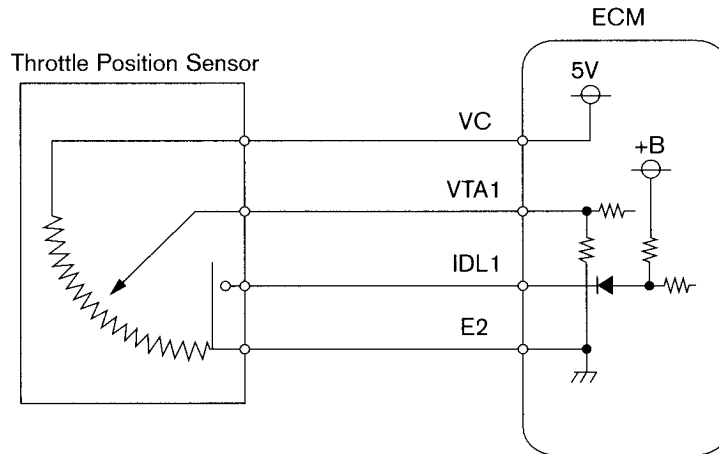 ECM
Throttle Position Sensor
5V
VC
+B
VTA1
IDL1
E2